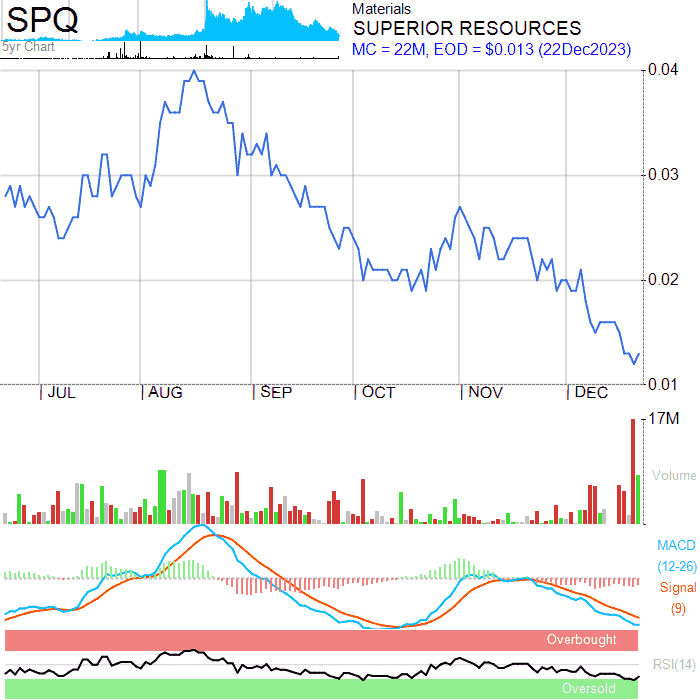 SPQ
5yr Chart
Materials
SUPERIOR RESOURCES
MC = 22M, EOD = $0.013 (22Dec2023)
0.04
0.03
0.02
0.01
JUL AUG SEP OCT NOV DEC
17M
Volume
MACD
(12-26)
Signal
(9)
Overbought
RSI(14)
Oversold